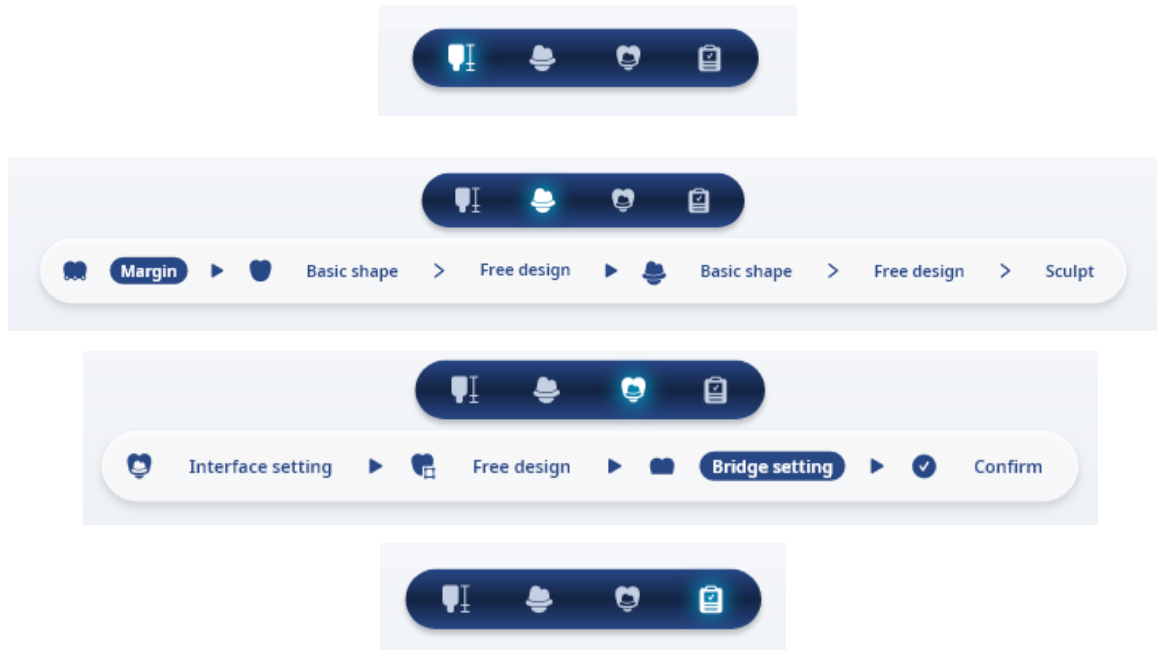 Margin Basic shape Free design Basic shape Free design Sculpt
Interface setting Free design Bridge setting Confirm